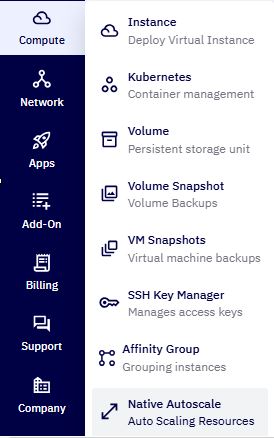 Compute
Network
Apps
Add-On
Billing
Support
Company
Instance
Deploy Virtual Instance
Kubernetes
Container management
Volume
Persistent storage unit
Volume Snapshot
Volume Backups
VM Snapshots
Virtual machine backups
SSH Key Manager
Manages access keys
Affinity Group
Grouping instances
Native Autoscale
Auto Scaling Resources